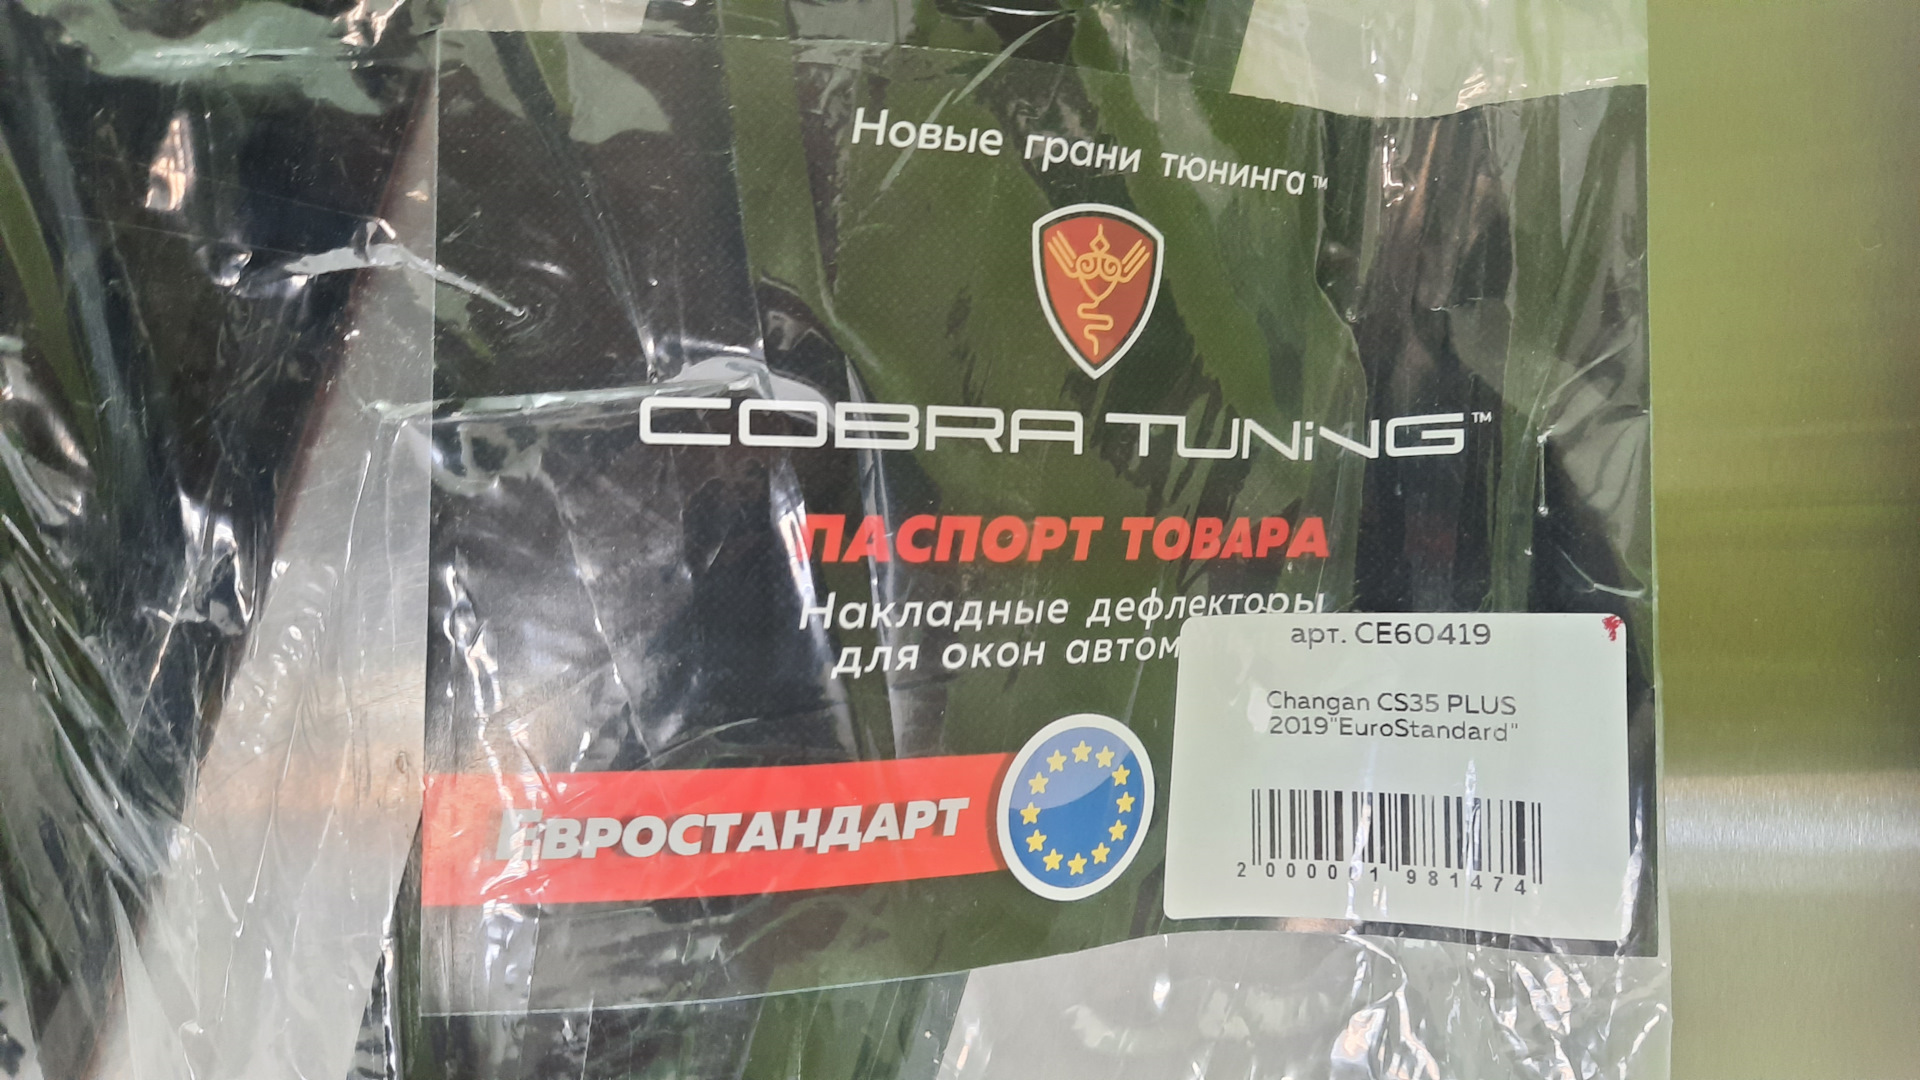 Новые грани тюнинга™
COBRA TUNiNG™
ПАСПОРТ ТОВАРА
Накладные дефлекторы
для окон
арт. CE60419
Changan CS35 PLUS
2019"EuroStandard"
ЕВРОСТАНДАРТ
2 000001 981474